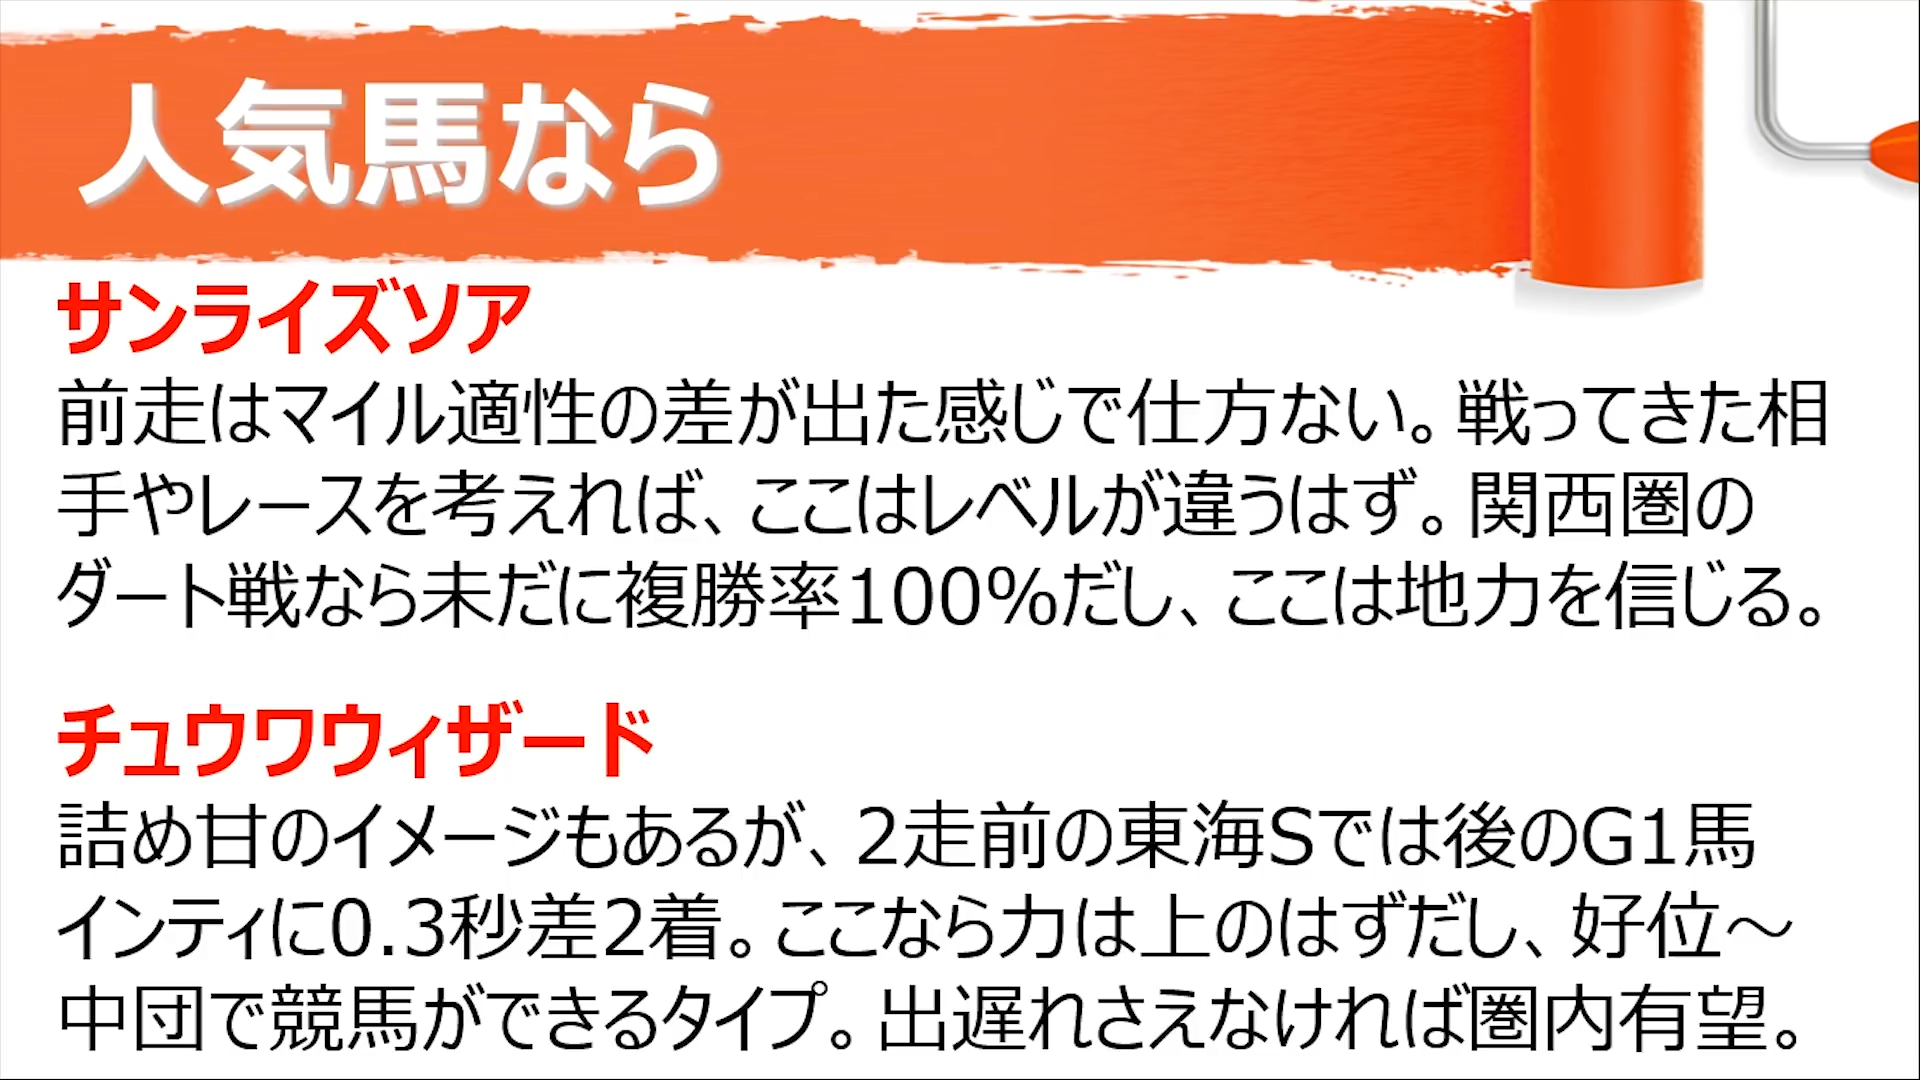 人気馬なら
サンライズソア
前走はマイル適性の差が出た感じで仕方ない。戦ってきた相
手やレースを考えれば、ここはレベルが違うはず。関西圏の
ダート戦なら未だに複勝率100%だし、ここは地力を信じる。
チュウワウィザード
詰め甘のイメージもあるが、2走前の東海Sでは後のG1馬
インティに0.3秒差2着。ここなら力は上のはずだし、好位～
中団で競馬ができるタイプ。出遅れさえなければ圏内有望。